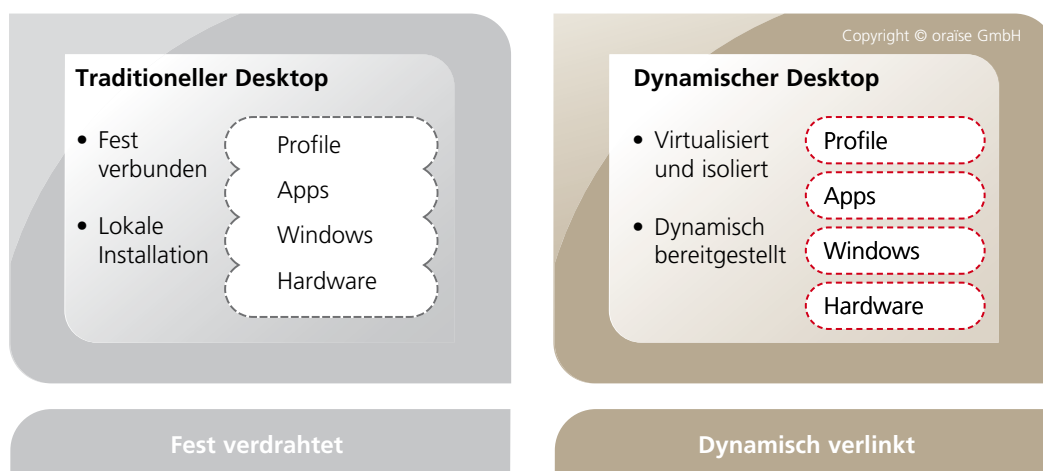 Traditioneller Desktop
• Fest
verbunden
• Lokale
Installation
Profile
Apps
Windows
Hardware
Fest verdrahtet
Copyright © oraïse GmbH
Dynamischer Desktop
• Virtualisiert
und isoliert
• Dynamisch
bereitgestellt
Profile
Apps
Windows
Hardware
Dynamisch verlinkt